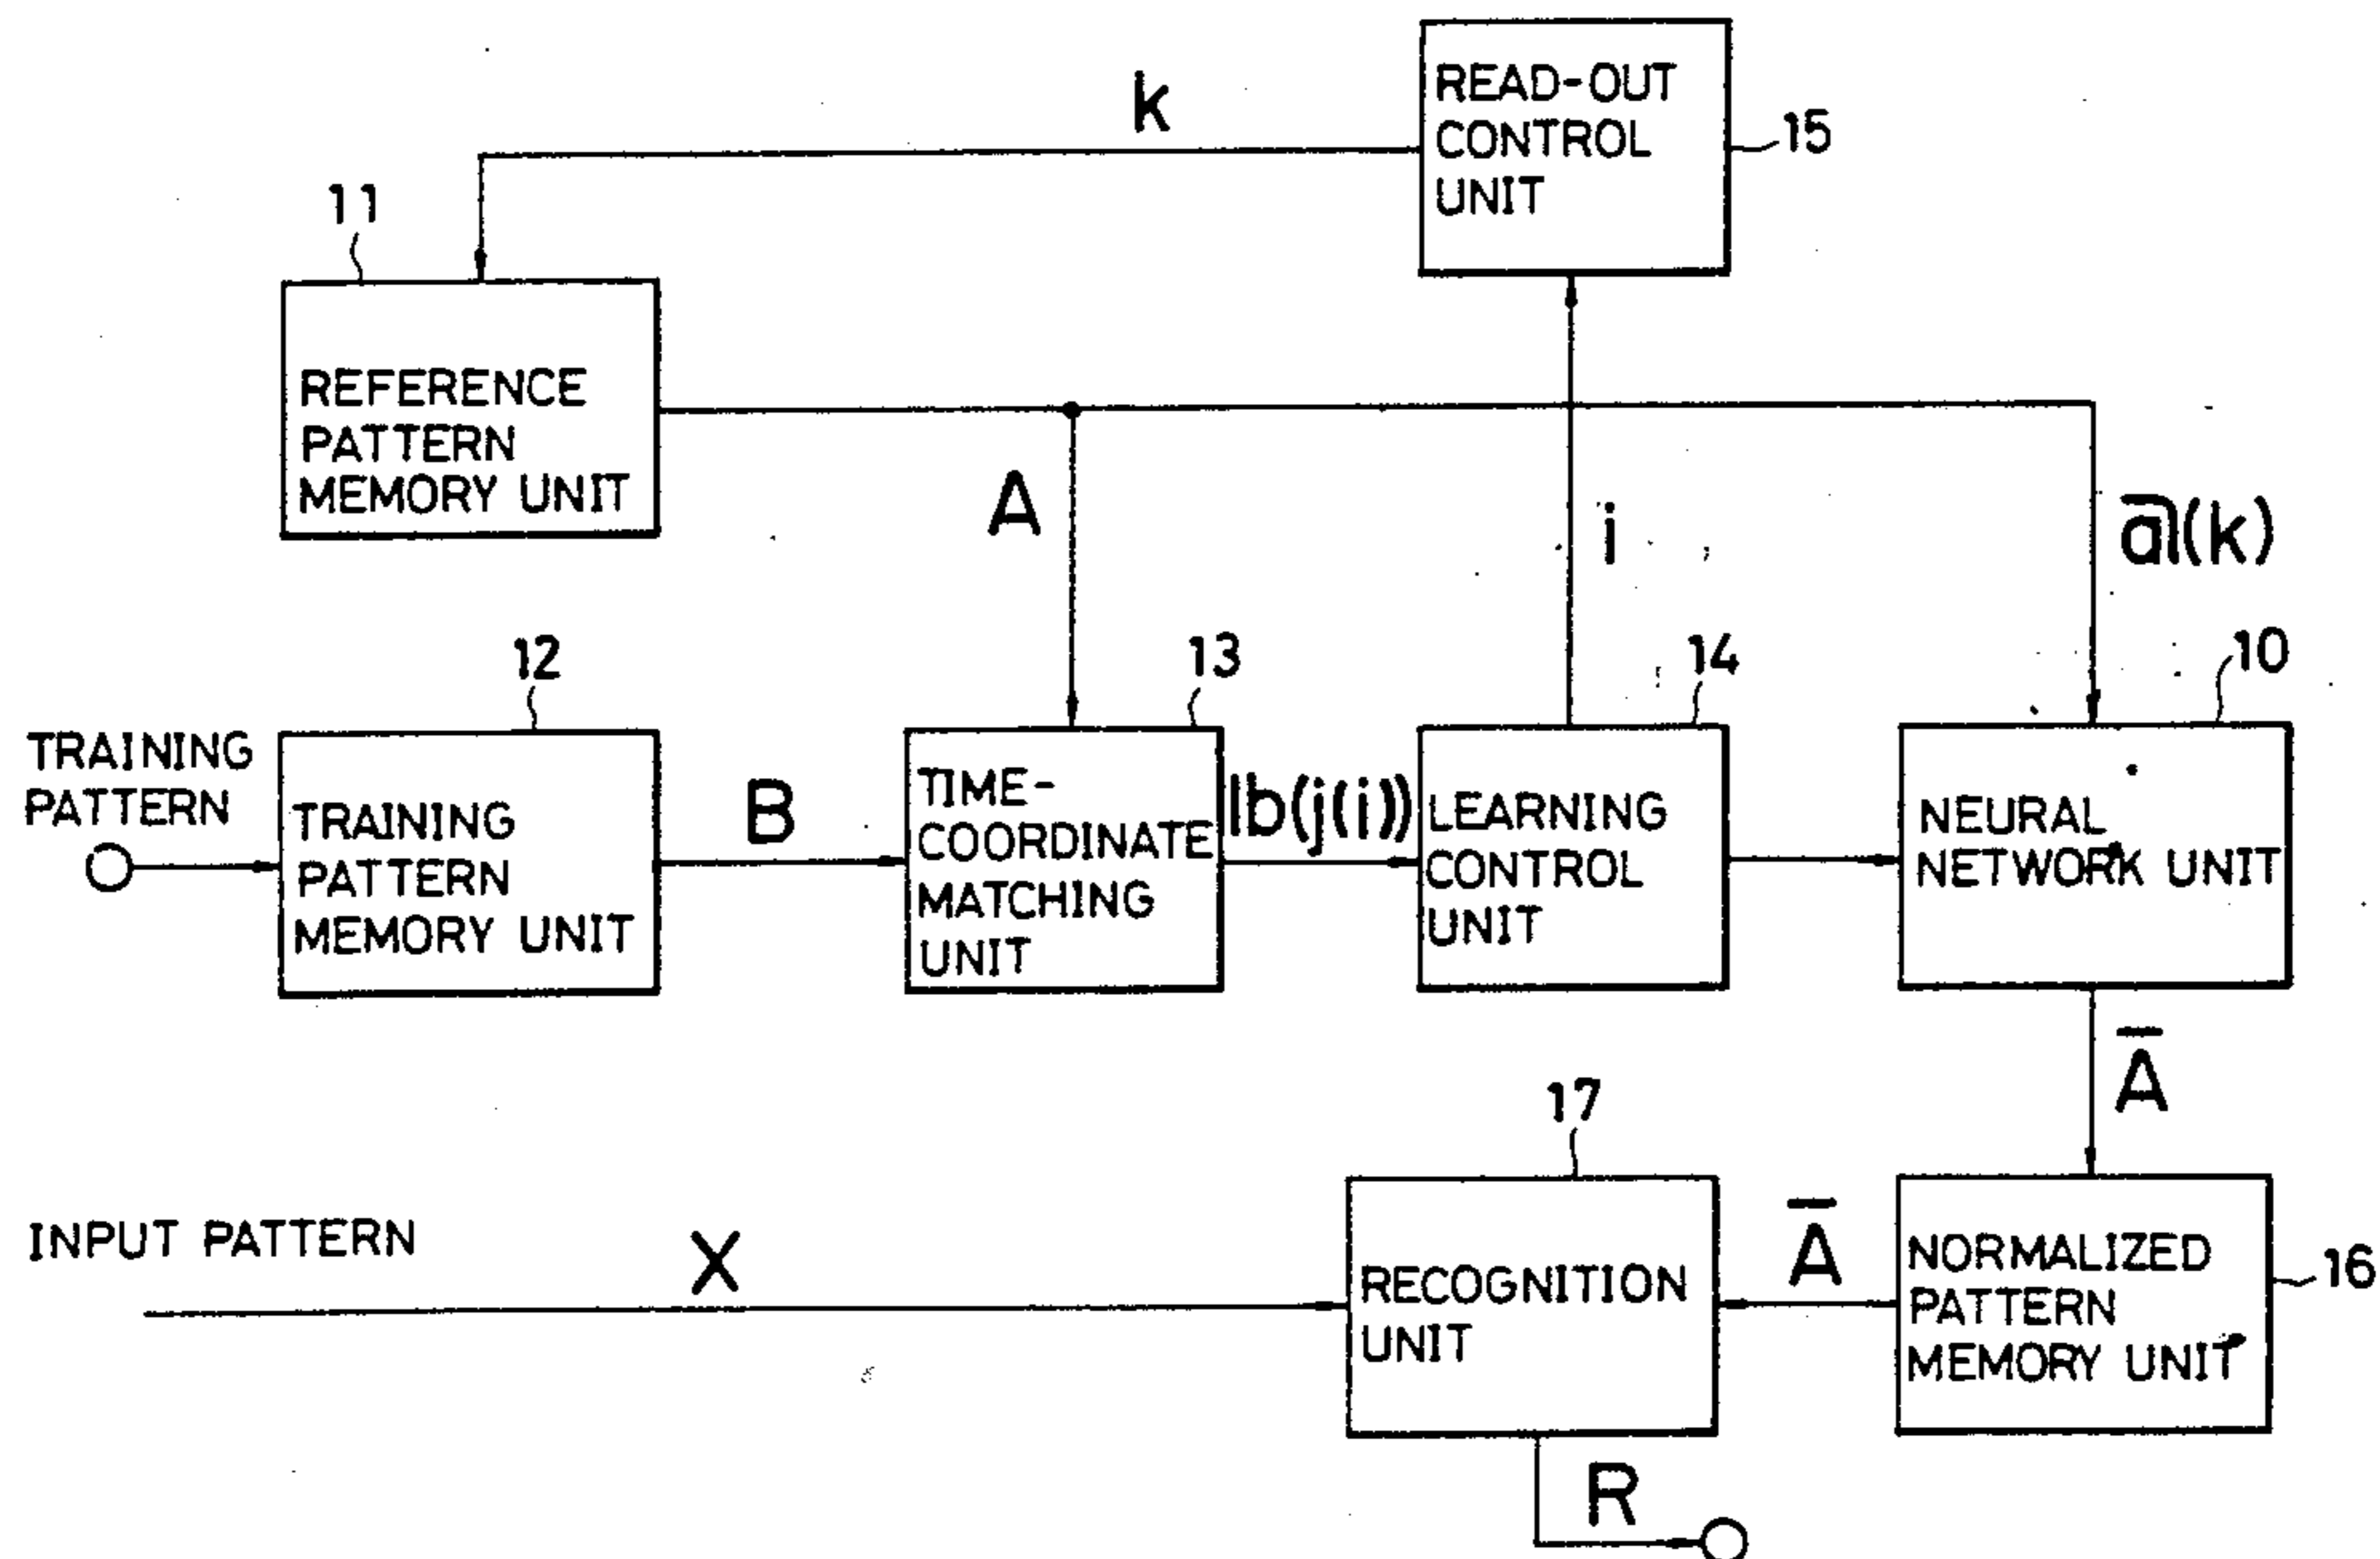 k
READ-OUT
CONTROL
UNIT
15
11
REFERENCE
PATTERN
MEMORY UNIT
A
i
a̅(k)
12
13
14
10
TRAINING
PATTERN
TRAINING
PATTERN
MEMORY UNIT
B
TIME-
COORDINATE
MATCHING
UNIT
b(j(i))
LEARNING
CONTROL
UNIT
NEURAL
NETWORK UNIT
A̅
17
INPUT PATTERN
X
RECOGNITION
UNIT
A̅
NORMALIZED
PATTERN
MEMORY UNIT
16
R